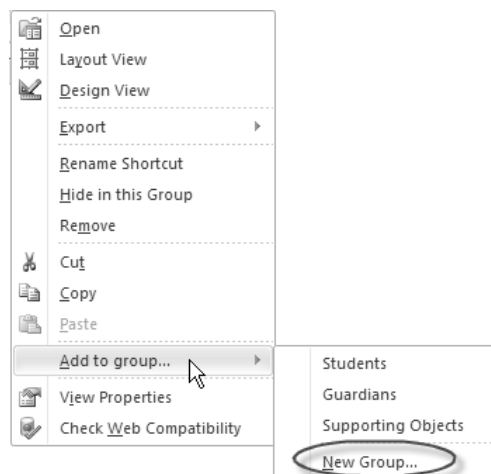 Open
Layout View
Design View
Export
Rename Shortcut
Hide in this Group
Remove
Cut
Copy
Paste
Add to group...
View Properties
Check Web Compatibility
Students
Guardians
Supporting Objects
New Group...